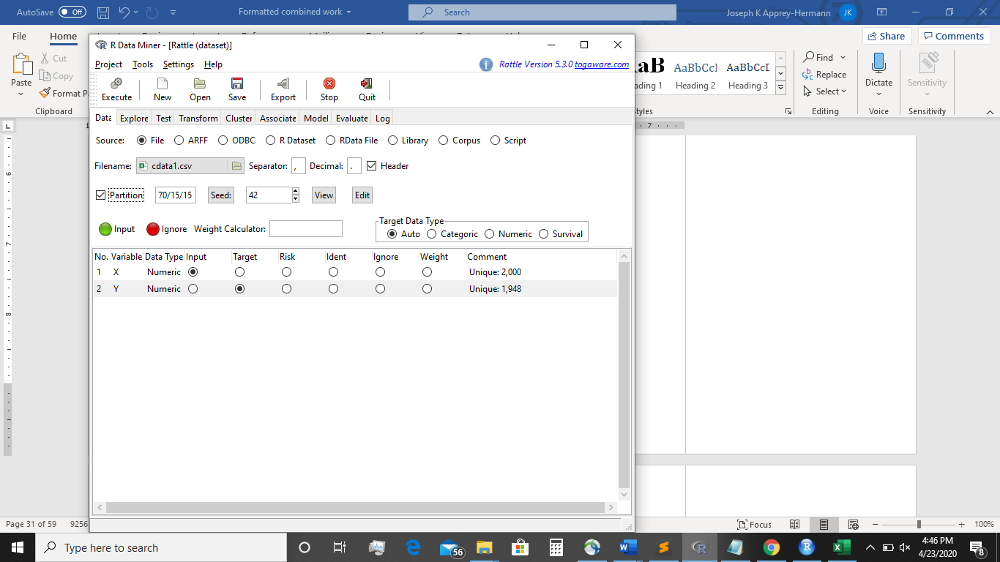 AutoSave Off Formatted combined work Search Joseph K Apprey-Hermann JK
File Home Share Comments
R Data Miner - [Rattle (dataset)]
Project Tools Settings Help Rattle Version 5.3.0 togaware.com
Paste Cut Copy Format P
Clipboard
Execute New Open Save Export Stop Quit
aB AaBbCcI AaBbCcI
ading 1 Heading 2 Heading 3
yles
Find Replace Select
Editing
Dictate
Voice
Sensitivity
Sensitivity
Data Explore Test Transform Cluster Associate Model Evaluate Log
Source: File ARFF ODBC R Dataset RData File Library Corpus Script
Filename: cdata1.csv Separator: , Decimal: . Header
Partition 70/15/15 Seed: 42 View Edit
Input Ignore Weight Calculator:
Target Data Type
Auto Categoric Numeric Survival
No. Variable Data Type Input Target Risk Ident Ignore Weight Comment
1 X Numeric Unique: 2,000
2 Y Numeric Unique: 1,948
1 7
6
7
8
Page 31 of 59 9256 Focus 100%
Type here to search 56 4:46 PM
4/23/2020 8